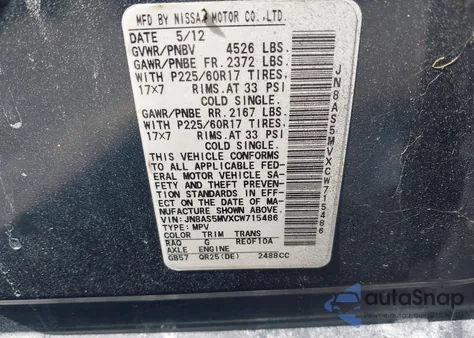 MFD BY NISSAN MOTOR CO.,LTD.
DATE 5/12
GVWR/PNBV 4526 LBS.
GAWR/PNBE FR. 2372 LBS.
WITH P225/60R17 TIRES,
17×7 RIMS.AT 33 PSI
COLD SINGLE.
GAWR/PNBE RR. 2167 LBS.
WITH P225/60R17 TIRES,
17×7 RIMS.AT 33 PSI
COLD SINGLE.
THIS VEHICLE CONFORMS
TO ALL APPLICABLE FED-
ERAL MOTOR VEHICLE SA-
FETY AND THEFT PREVEN-
TION STANDARDS IN EFF-
ECT ON THE DATE OF MA-
NUFACTURE SHOWN ABOVE.
VIN: JN8AS5MVXCW715486
TYPE: MPV
COLOR TRIM TRANS
RAQ G RE0F10A
AXLE ENGINE
GB57 QR25(DE) 2488CC
JN8AS5MVXCW715486
autoSnap